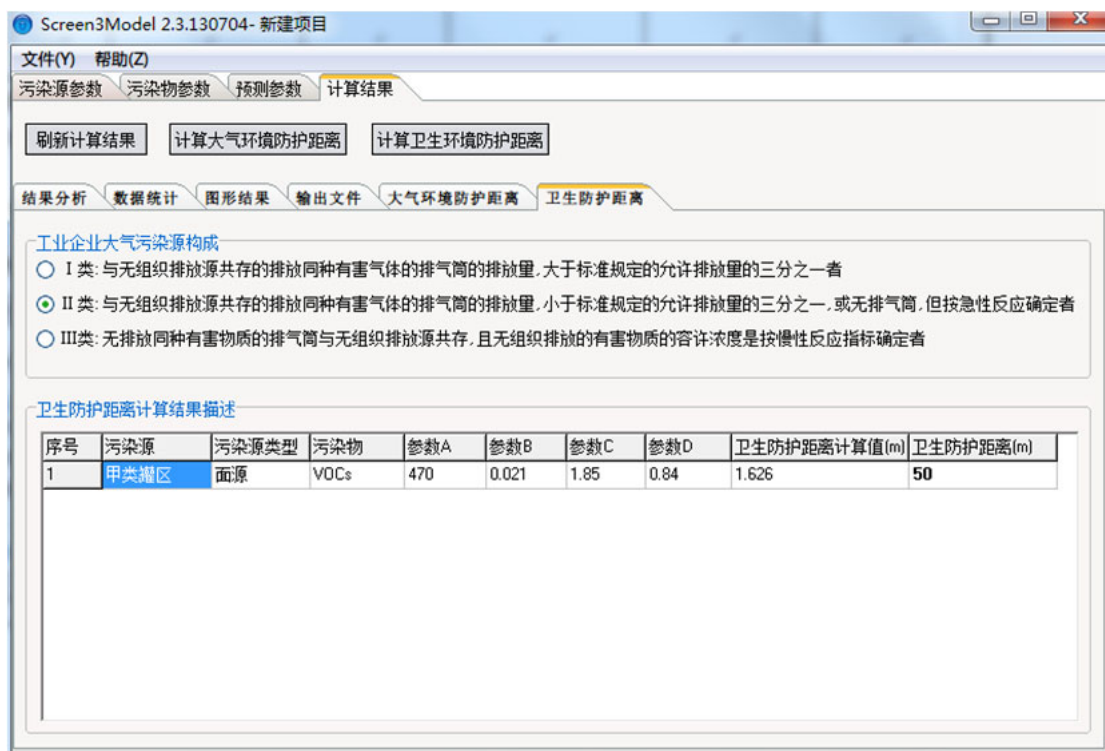 Screen3Model 2.3.130704- 新建项目
文件(Y) 帮助(Z)
污染源参数 污染物参数 预测参数 计算结果
刷新计算结果 计算大气环境防护距离 计算卫生环境防护距离
结果分析 数据统计 图形结果 输出文件 大气环境防护距离 卫生防护距离
工业企业大气污染源构成
I 类: 与无组织排放源共存的排放同种有害气体的排气筒的排放量,大于标准规定的允许排放量的三分之一者
II 类: 与无组织排放源共存的排放同种有害气体的排气筒的排放量,小于标准规定的允许排放量的三分之一,或无排气筒,但按急性反应确定者
III类: 无排放同种有害物质的排气筒与无组织排放源共存,且无组织排放的有害物质的容许浓度是按慢性反应指标确定者
卫生防护距离计算结果描述
序号 污染源 污染源类型 污染物 参数A 参数B 参数C 参数D 卫生防护距离计算值(m) 卫生防护距离(m)
1 甲类罐区 面源 VOCs 470 0.021 1.85 0.84 1.626 50